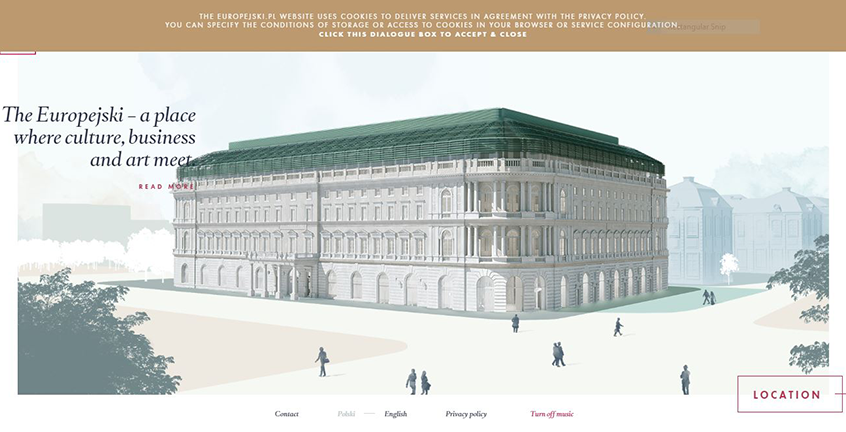 THE EUROPEJSKI.PL WEBSITE USES COOKIES TO DELIVER SERVICES IN AGREEMENT WITH THE PRIVACY POLICY.
YOU CAN SPECIFY THE CONDITIONS OF STORAGE OR ACCESS TO COOKIES IN YOUR BROWSER OR SERVICE CONFIGURATION.
CLICK THIS DIALOGUE BOX TO ACCEPT & CLOSE
The Europejski – a place
where culture, business
and art meet.
READ MORE
LOCATION
Contact Polski English Privacy policy Turn off music